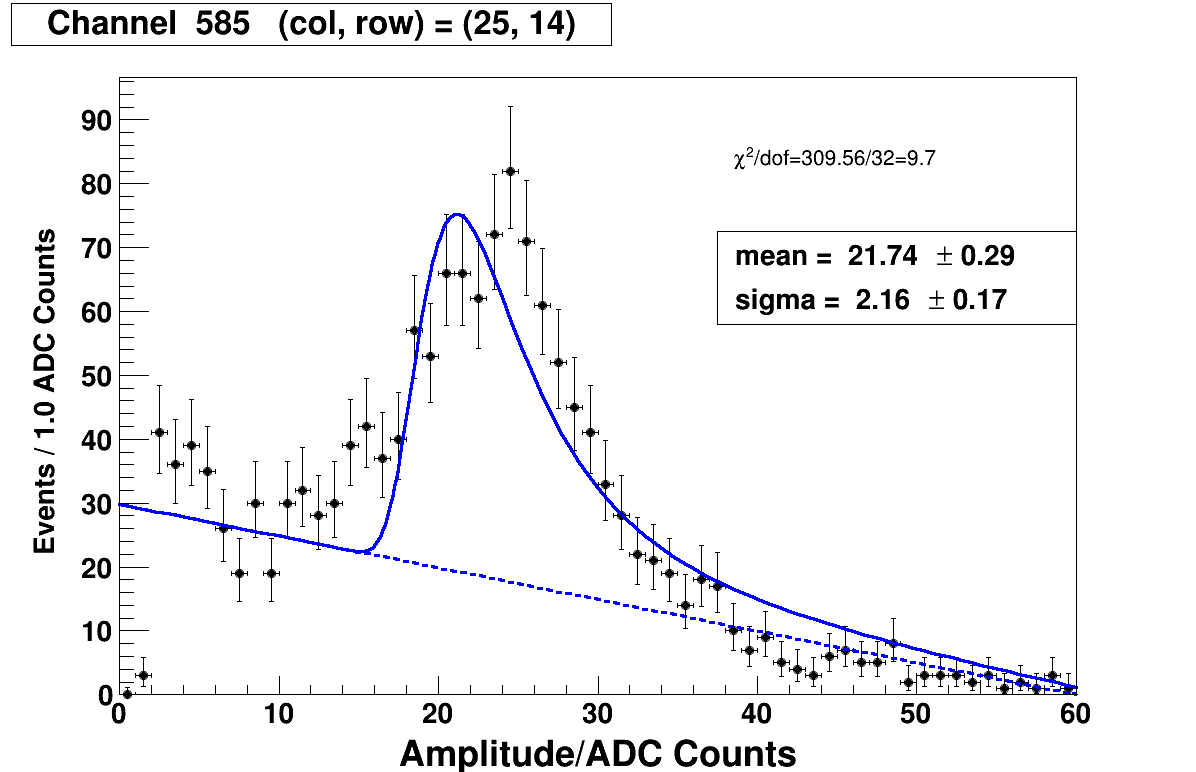 Channel 585 (col, row) = (25, 14)
χ²/dof=309.56/32=9.7
mean = 21.74 ± 0.29
sigma = 2.16 ± 0.17
Events / 1.0 ADC Counts
90
80
70
60
50
40
30
20
10
0
0 10 20 30 40 50 60
Amplitude/ADC Counts